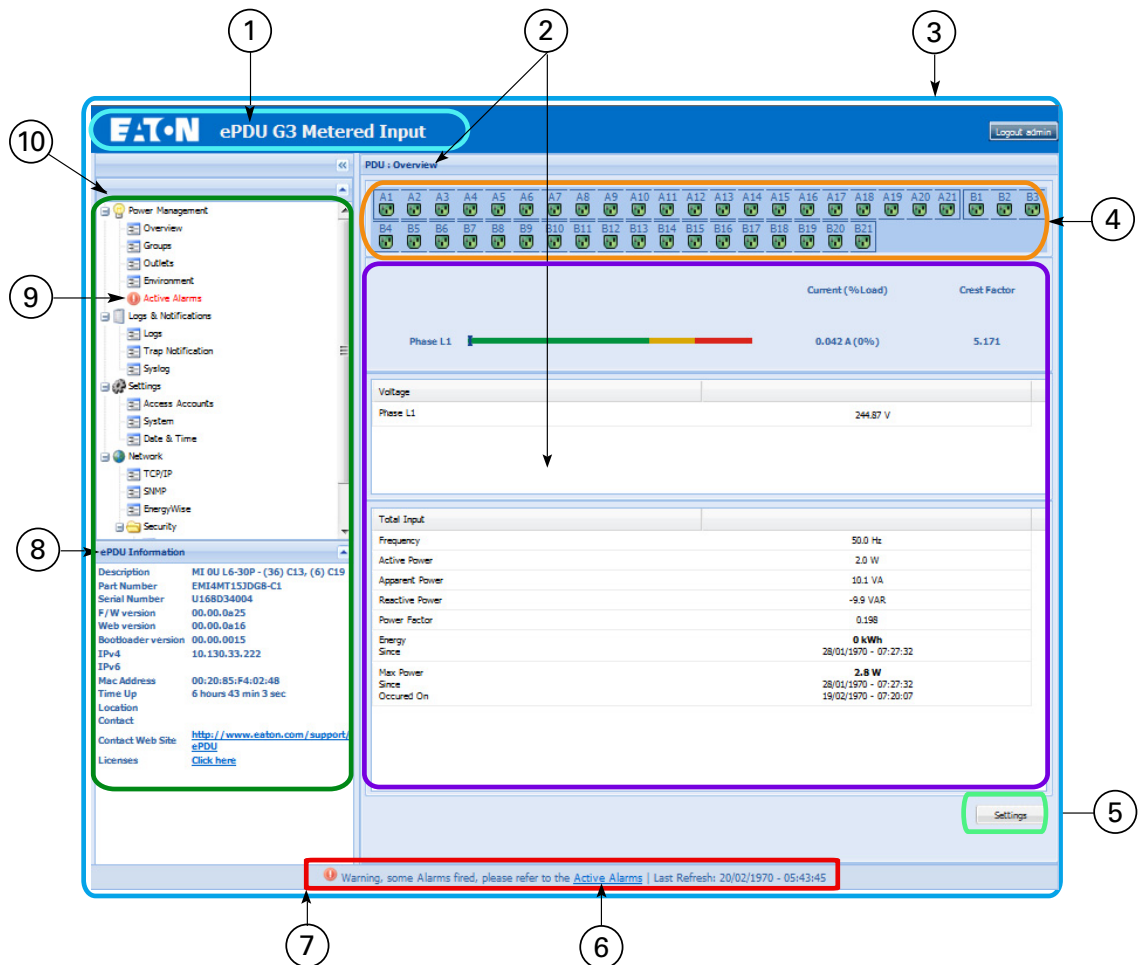 1
2
3
EATON ePDU G3 Metered Input
Logout admin
10
«
PDU : Overview
A1 A2 A3 A4 A5 A6 A7 A8 A9 A10 A11 A12 A13 A14 A15 A16 A17 A18 A19 A20 A21 B1 B2 B3
B4 B5 B6 B7 B8 B9 B10 B11 B12 B13 B14 B15 B16 B17 B18 B19 B20 B21
4
Power Management
Overview
Groups
Outlets
Environment
9
Active Alarms
Logs & Notifications
Logs
Trap Notification
Syslog
Settings
Access Accounts
System
Date & Time
Network
TCP/IP
SNMP
EnergyWise
Security
Current (%Load) Crest Factor
Phase L1 0.042 A (0%) 5.171
Voltage
Phase L1 244.87 V
Total Input
Frequency 50.0 Hz
Active Power 2.0 W
Apparent Power 10.1 VA
Reactive Power -9.9 VAR
Power Factor 0.198
Energy 0 kWh
Since 28/01/1970 - 07:27:32
Max Power 2.8 W
Since 28/01/1970 - 07:27:32
Occured On 19/02/1970 - 07:20:07
8
ePDU Information
Description MI 0U L6-30P - (36) C13, (6) C19
Part Number EMI4MT15JDG8-C1
Serial Number U168D34004
F/W version 00.00.0a25
Web version 00.00.0a16
Bootloader version 00.00.0015
IPv4 10.130.33.222
IPv6
Mac Address 00:20:85:F4:02:48
Time Up 6 hours 43 min 3 sec
Location
Contact
Contact Web Site http://www.eaton.com/support/
ePDU
Licenses Click here
Settings
5
Warning, some Alarms fired, please refer to the Active Alarms | Last Refresh: 20/02/1970 - 05:43:45
7
6